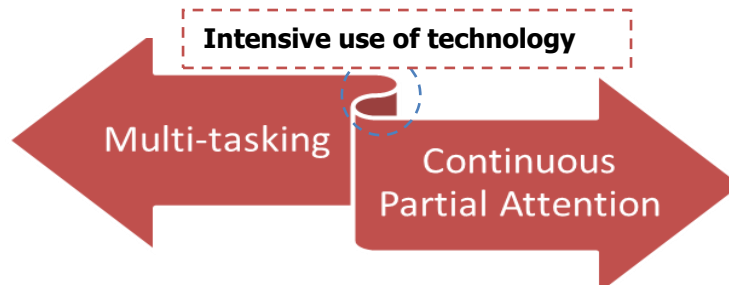 Intensive use of technology
Multi-tasking
Continuous
Partial Attention